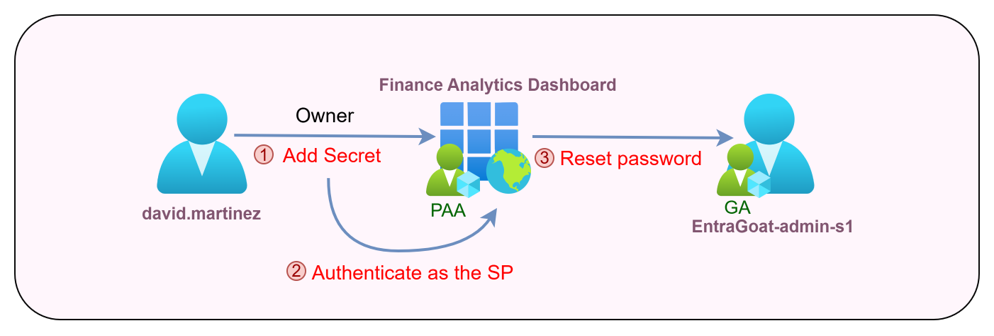 Finance Analytics Dashboard
Owner
1 Add Secret
3 Reset password
PAA
GA
david.martinez
EntraGoat-admin-s1
2 Authenticate as the SP